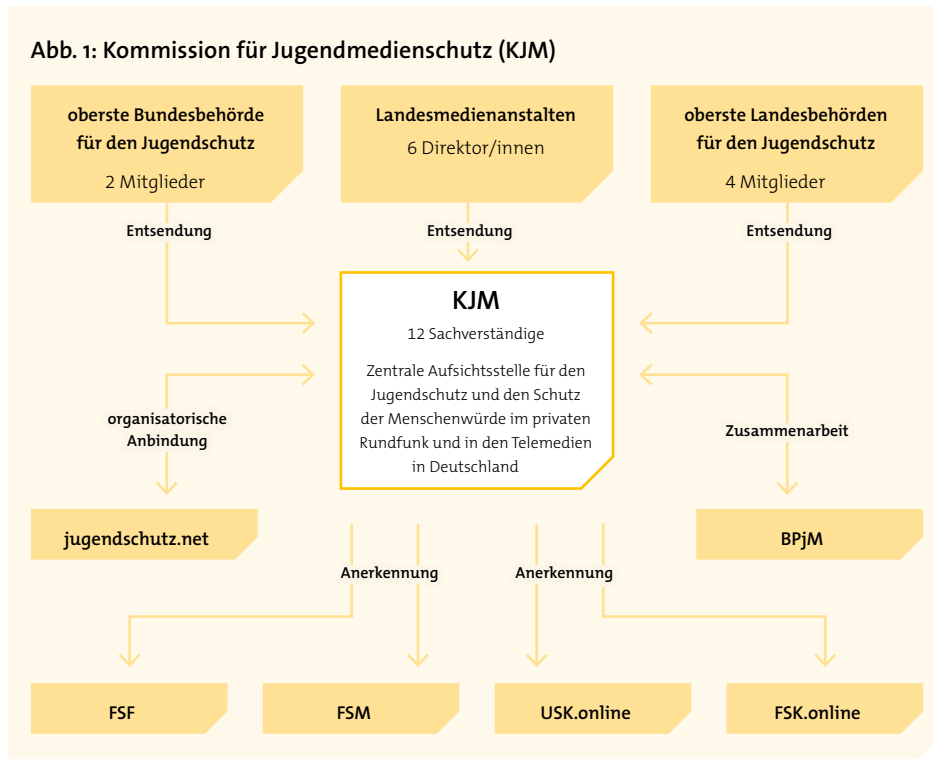 Abb. 1: Kommission für Jugendmedienschutz (KJM)
oberste Bundesbehörde
für den Jugendschutz
2 Mitglieder
Landesmedienanstalten
6 Direktor/innen
oberste Landesbehörden
für den Jugendschutz
4 Mitglieder
Entsendung
Entsendung
Entsendung
KJM
12 Sachverständige
Zentrale Aufsichtsstelle für den
Jugendschutz und den Schutz
der Menschenwürde im privaten
Rundfunk und in den Telemedien
in Deutschland
organisatorische
Anbindung
Zusammenarbeit
jugendschutz.net
BPjM
Anerkennung
Anerkennung
FSF
FSM
USK.online
FSK.online